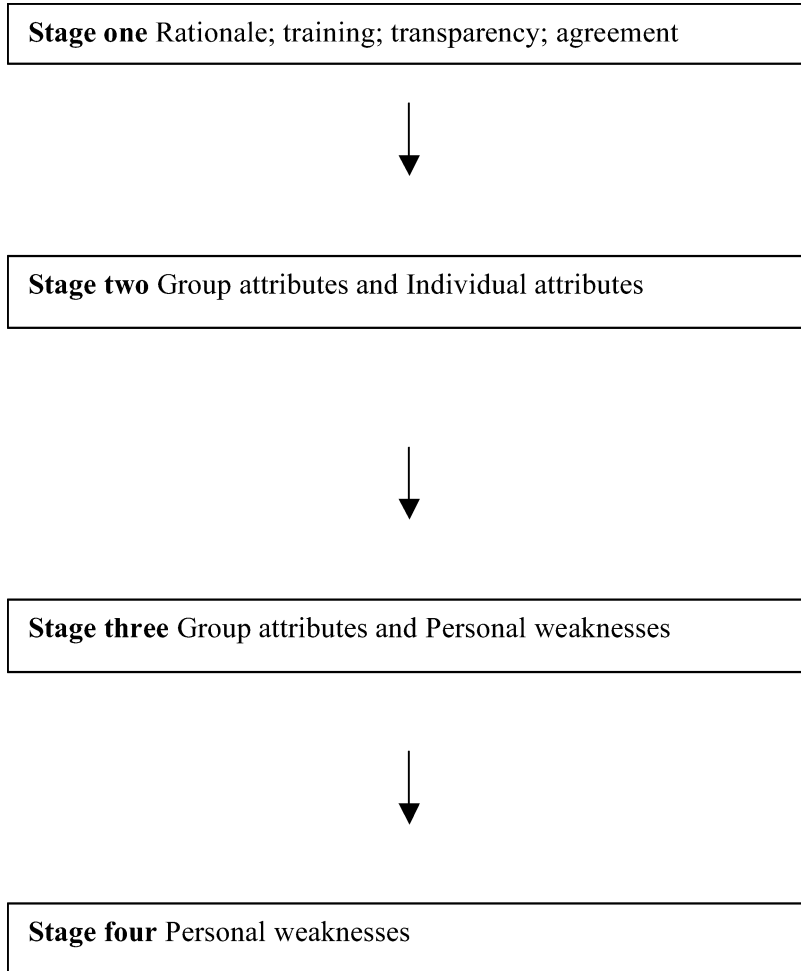 Stage one Rationale; training; transparency; agreement
Stage two Group attributes and Individual attributes
Stage three Group attributes and Personal weaknesses
Stage four Personal weaknesses